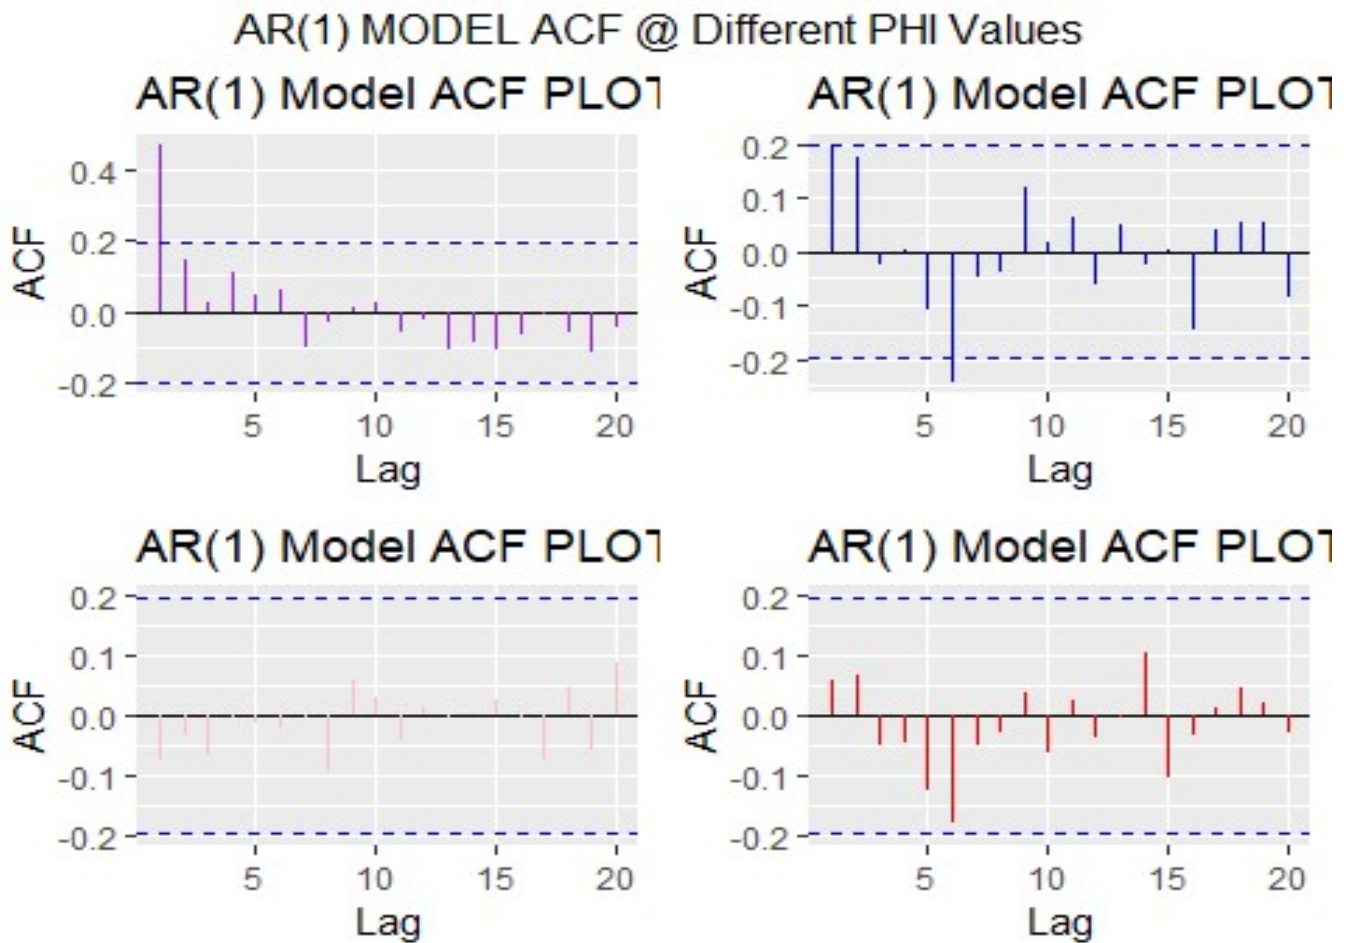 AR(1) MODEL ACF @ Different PHI Values
AR(1) Model ACF PLOT
0.4
0.2
0.0
-0.2
ACF
5 10 15 20
Lag
AR(1) Model ACF PLOT
0.2
0.1
0.0
-0.1
-0.2
ACF
5 10 15 20
Lag
AR(1) Model ACF PLOT
0.2
0.1
0.0
-0.1
-0.2
ACF
5 10 15 20
Lag
AR(1) Model ACF PLOT
0.2
0.1
0.0
-0.1
-0.2
ACF
5 10 15 20
Lag